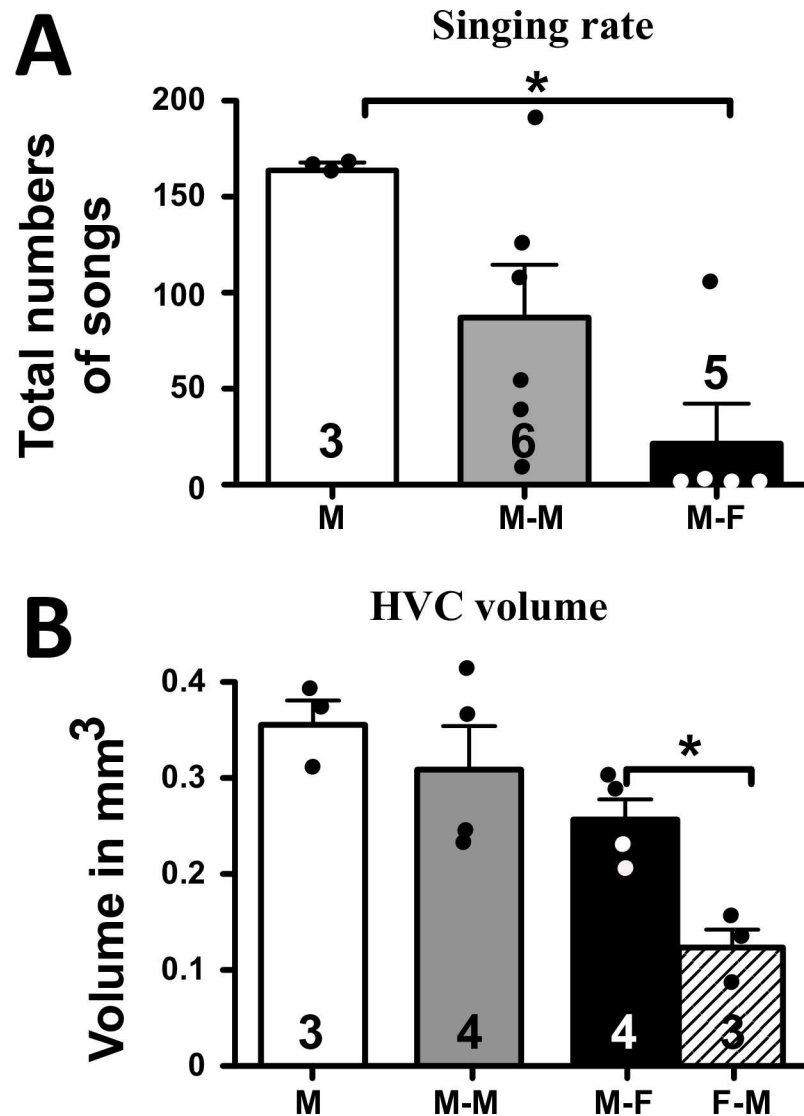 A
Singing rate
*
Total numbers
of songs
200
150
100
50
0
3
6
5
M
M-M
M-F
B
HVC volume
*
Volume in mm3
0.4
0.3
0.2
0.1
0
3
4
4
3
M
M-M
M-F
F-M